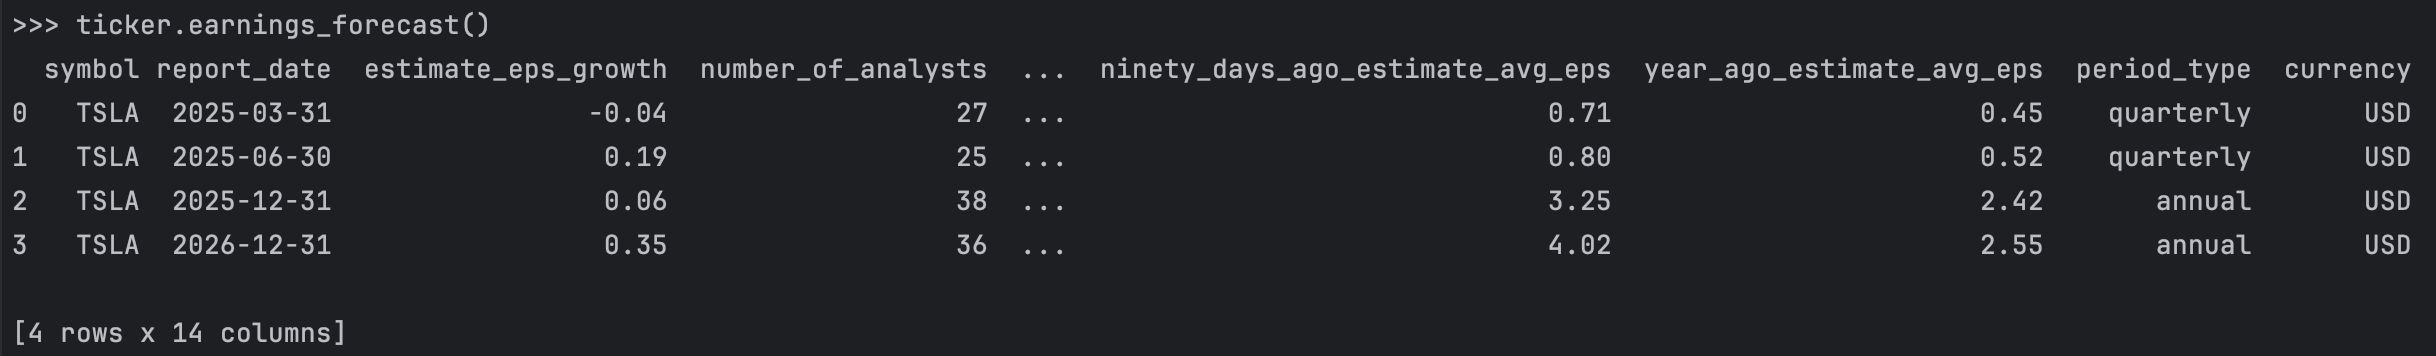 >>> ticker.earnings_forecast()
  symbol report_date  estimate_eps_growth  number_of_analysts  ...  ninety_days_ago_estimate_avg_eps  year_ago_estimate_avg_eps  period_type  currency
0   TSLA  2025-03-31                -0.04                  27  ...                              0.71                       0.45    quarterly       USD
1   TSLA  2025-06-30                 0.19                  25  ...                              0.80                       0.52    quarterly       USD
2   TSLA  2025-12-31                 0.06                  38  ...                              3.25                       2.42       annual       USD
3   TSLA  2026-12-31                 0.35                  36  ...                              4.02                       2.55       annual       USD
[4 rows x 14 columns]